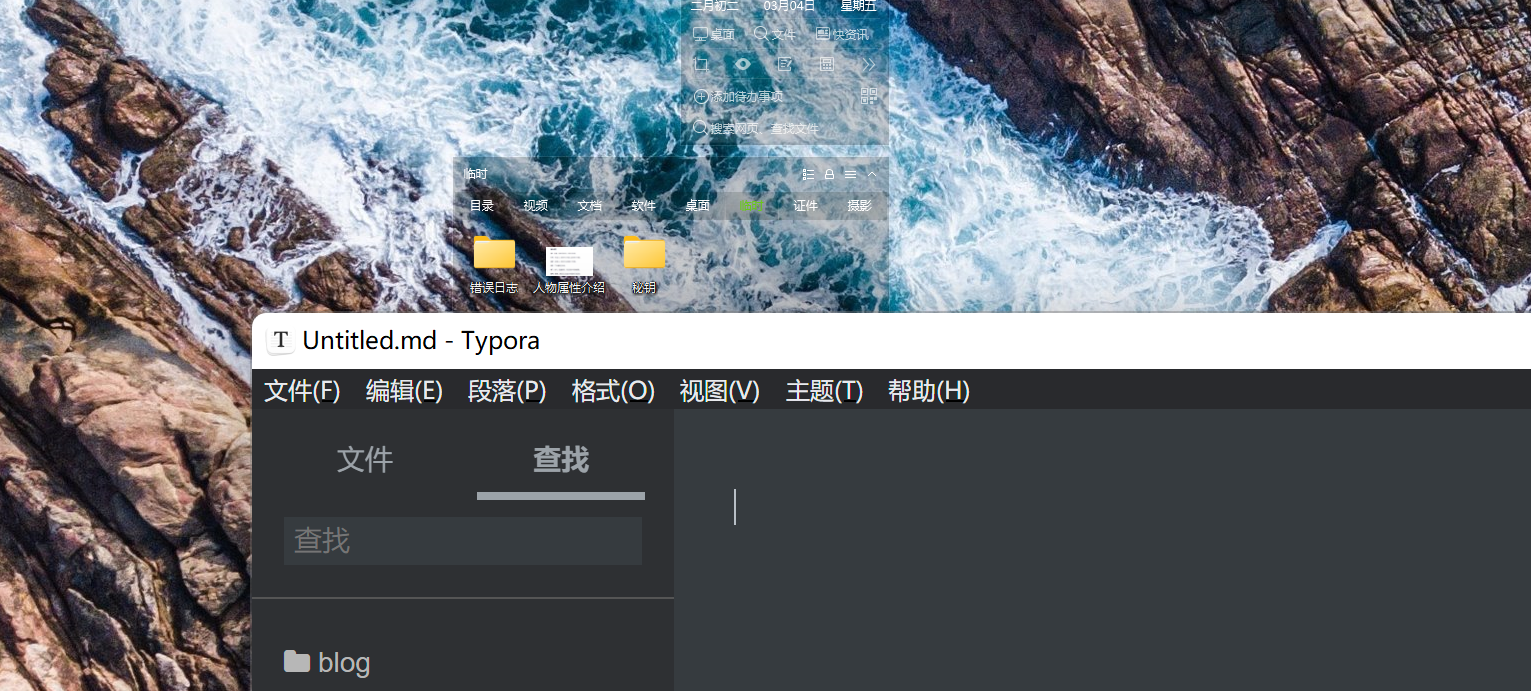 二月初二 03月04日 星期五
桌面 文件 快资讯
添加待办事项
搜索网页 查找文件
临时
目录 视频 文档 软件 桌面 临时 证件 摄影
错误日志 人物属性介绍 秘钥
T Untitled.md - Typora
文件(F) 编辑(E) 段落(P) 格式(O) 视图(V) 主题(T) 帮助(H)
文件 查找
查找
blog